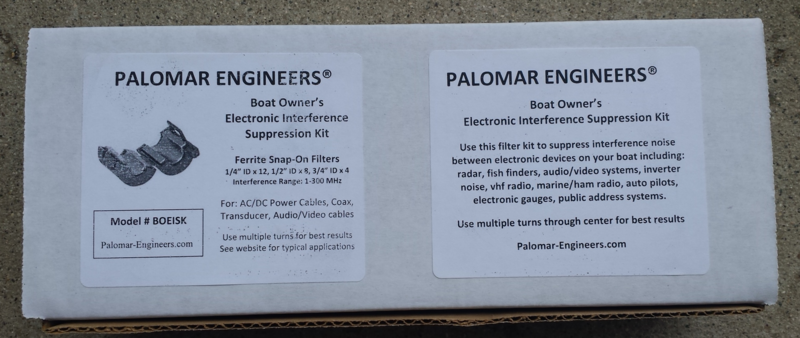 PALOMAR ENGINEERS®
Boat Owner's
Electronic Interference
Suppression Kit
Ferrite Snap-On Filters
1/4" ID x 12, 1/2" ID x 8, 3/4" ID x 4
Interference Range: 1-300 MHz
For: AC/DC Power Cables, Coax,
Transducer, Audio/Video cables
Model # BOEISK
Palomar-Engineers.com
Use multiple turns for best results
See website for typical applications
PALOMAR ENGINEERS®
Boat Owner's
Electronic Interference Suppression Kit
Use this filter kit to suppress interference noise
between electronic devices on your boat including:
radar, fish finders, audio/video systems, inverter
noise, vhf radio, marine/ham radio, auto pilots,
electronic gauges, public address systems.
Use multiple turns through center for best results
Palomar-Engineers.com